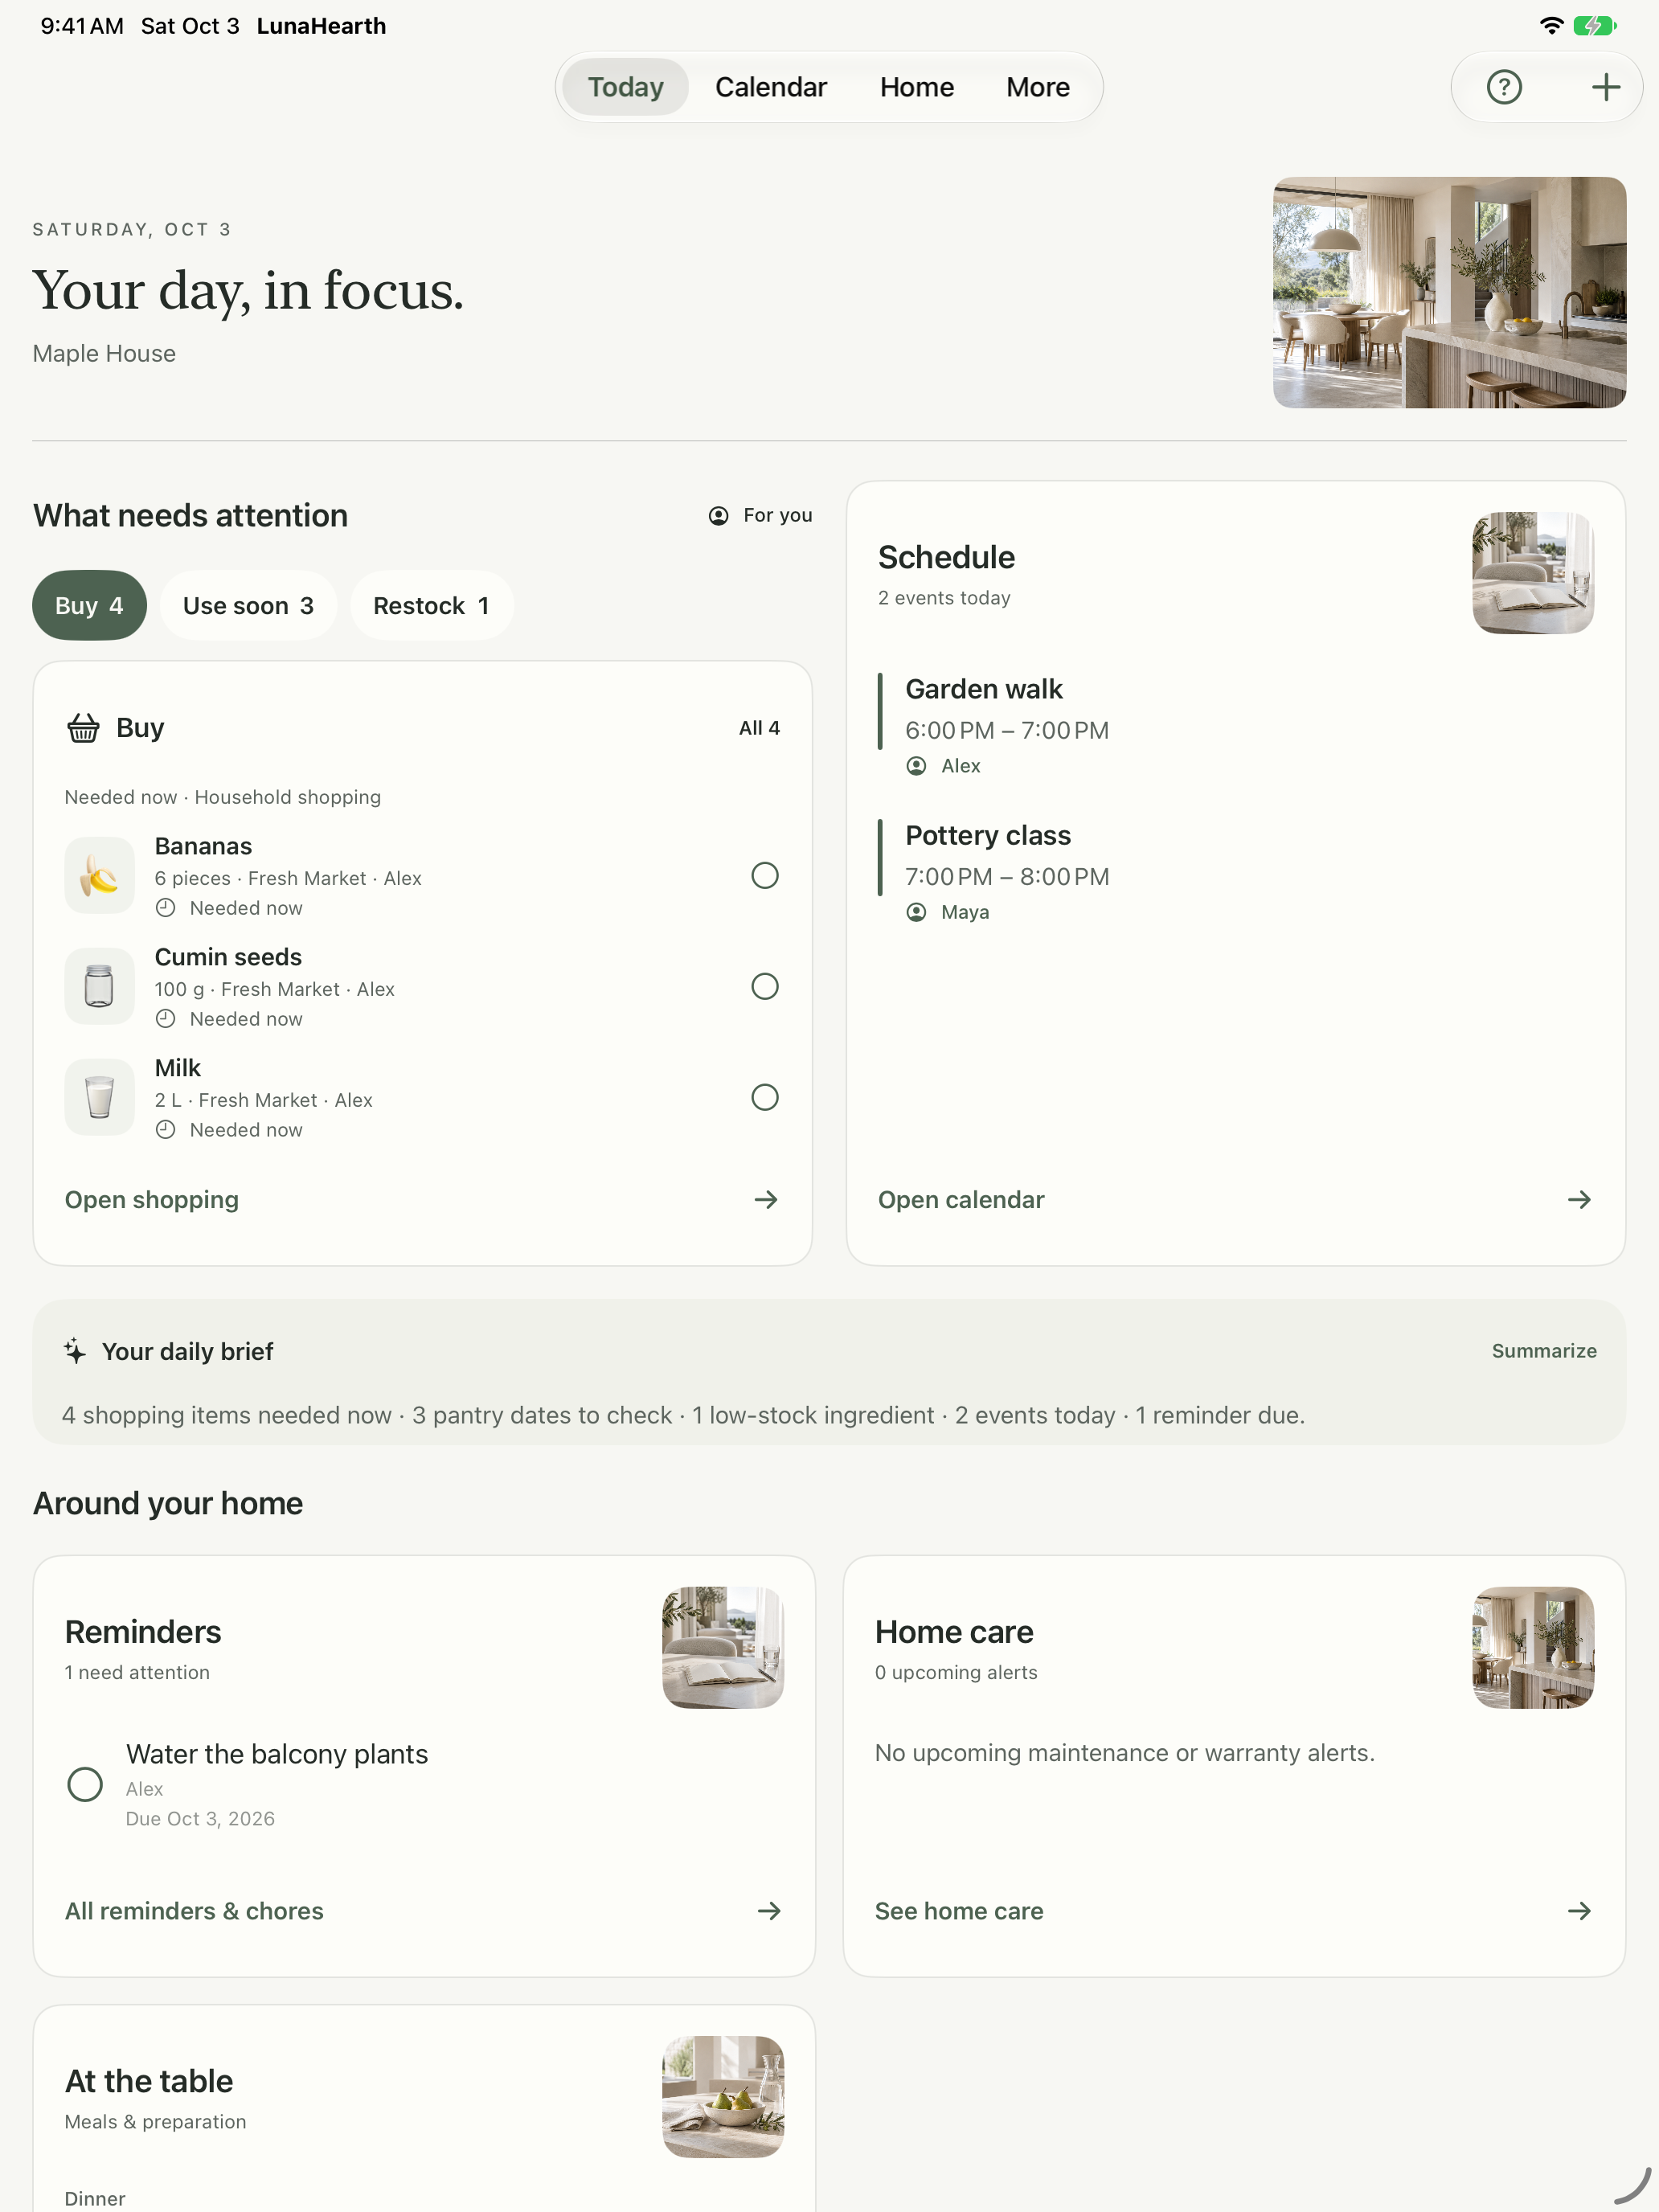 9:41 AM Sat Oct 3 LunaHearth
Today Calendar Home More
SATURDAY, OCT 3
Your day, in focus.
Maple House
What needs attention
For you
Buy 4 Use soon 3 Restock 1
Buy
All 4
Needed now · Household shopping
Bananas
6 pieces · Fresh Market · Alex
Needed now
Cumin seeds
100 g · Fresh Market · Alex
Needed now
Milk
2 L · Fresh Market · Alex
Needed now
Open shopping
Schedule
2 events today
Garden walk
6:00 PM – 7:00 PM
Alex
Pottery class
7:00 PM – 8:00 PM
Maya
Open calendar
Your daily brief
Summarize
4 shopping items needed now · 3 pantry dates to check · 1 low-stock ingredient · 2 events today · 1 reminder due.
Around your home
Reminders
1 need attention
Water the balcony plants
Alex
Due Oct 3, 2026
All reminders & chores
Home care
0 upcoming alerts
No upcoming maintenance or warranty alerts.
See home care
At the table
Meals & preparation
Dinner